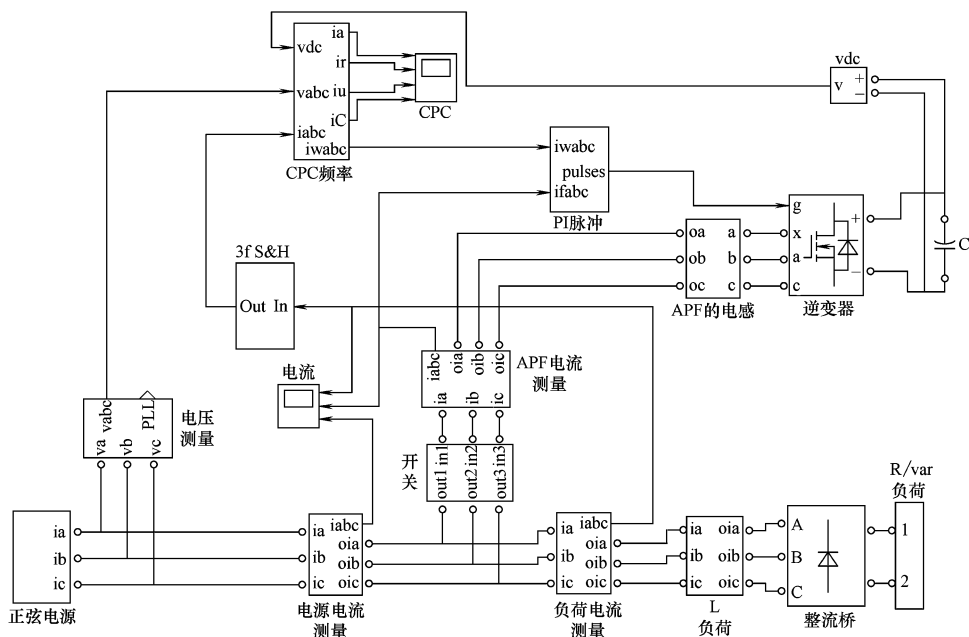 vdc
vabc
iabc
ia
ir
iu
iC
iwabc
CPC频率
CPC
vdc
v
+
−
iwabc
pulses
ifabc
PI脉冲
g
x
a
c
+
−
逆变器
C
oa
ob
oc
a
b
c
APF的电感
3f S&H
Out In
电流
iabc
oia
oib
oic
ia
ib
ic
APF电流
测量
vabc
PLL
va
vb
vc
电压
测量
开
关
in1
in2
in3
out1
out2
out3
ia
ib
ic
正弦电源
ia
ib
ic
iabc
oia
oib
oic
电源电流
测量
ia
ib
ic
iabc
oia
oib
oic
负荷电流
测量
ia
ib
ic
oia
oib
oic
L
负荷
A
B
C
整流桥
R/var
负荷
1
2